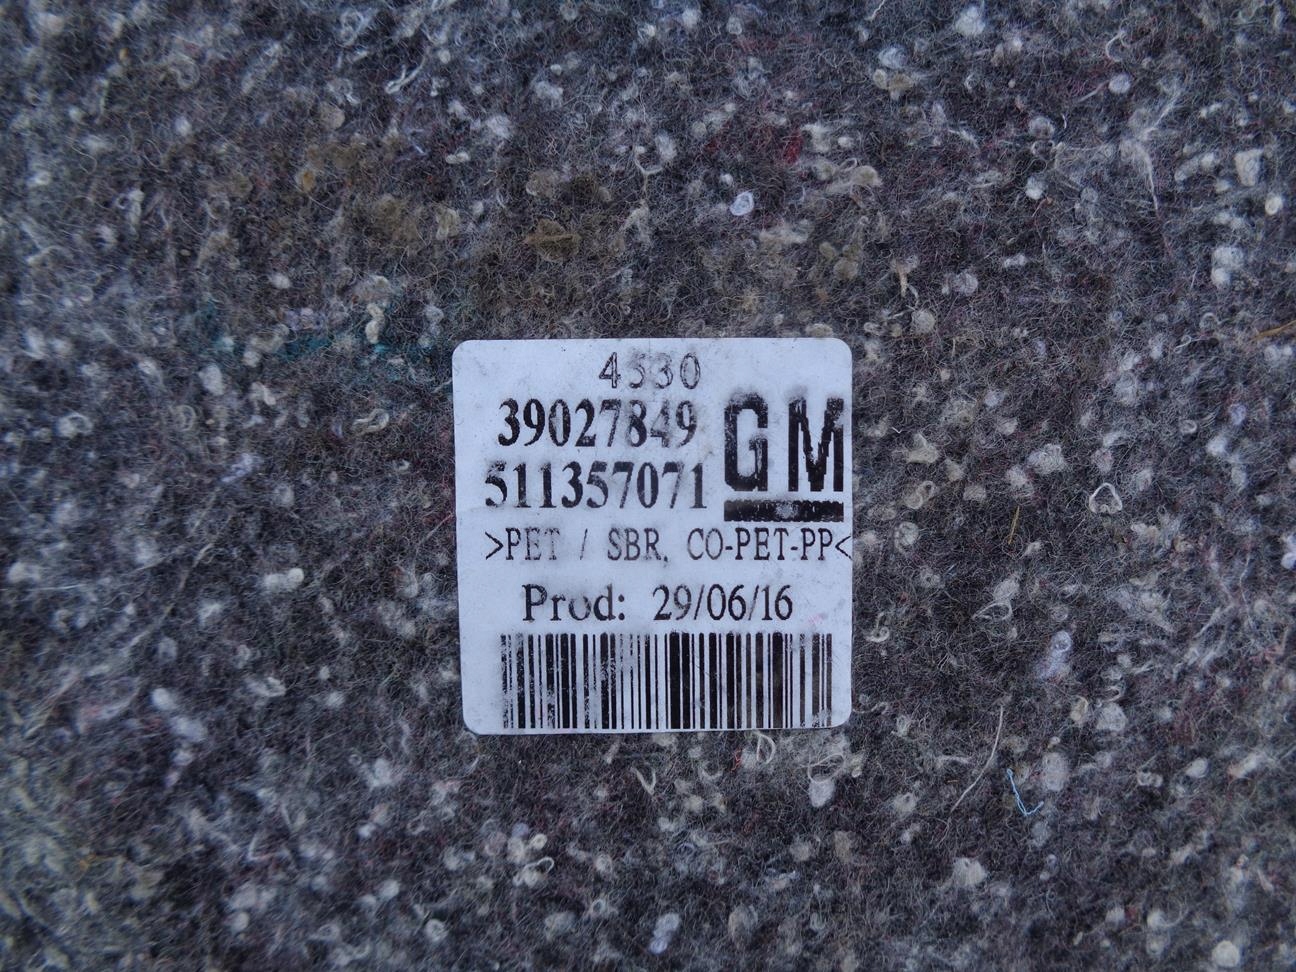 4530
39027849
511357071
GM
>PET / SBR, CO-PET-PP<
Prod: 29/06/16